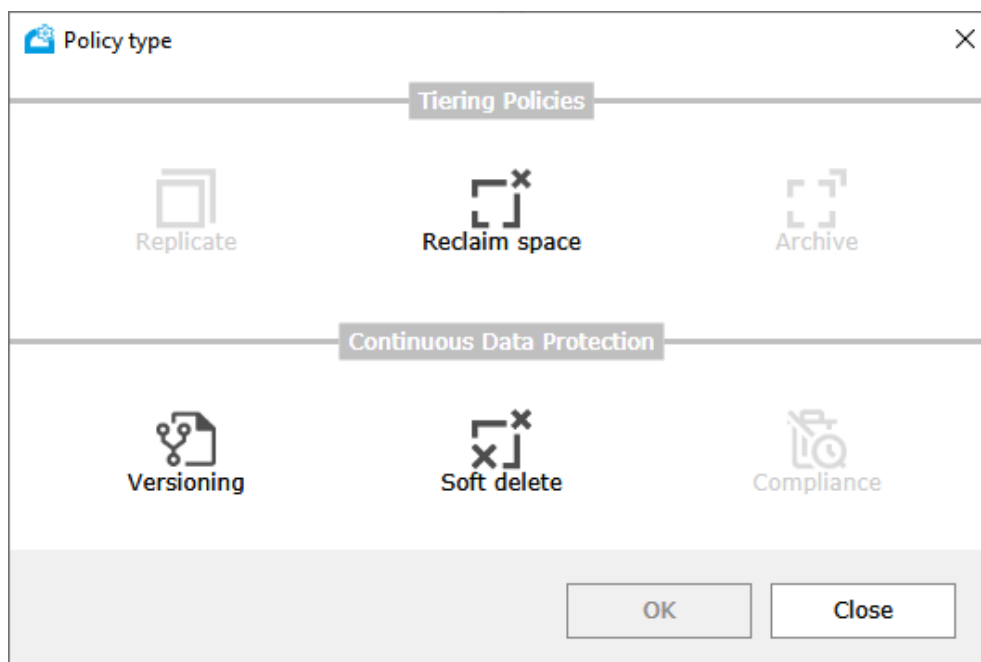 Policy type
Tiering Policies
Replicate
Reclaim space
Archive
Continuous Data Protection
Versioning
Soft delete
Compliance
OK
Close